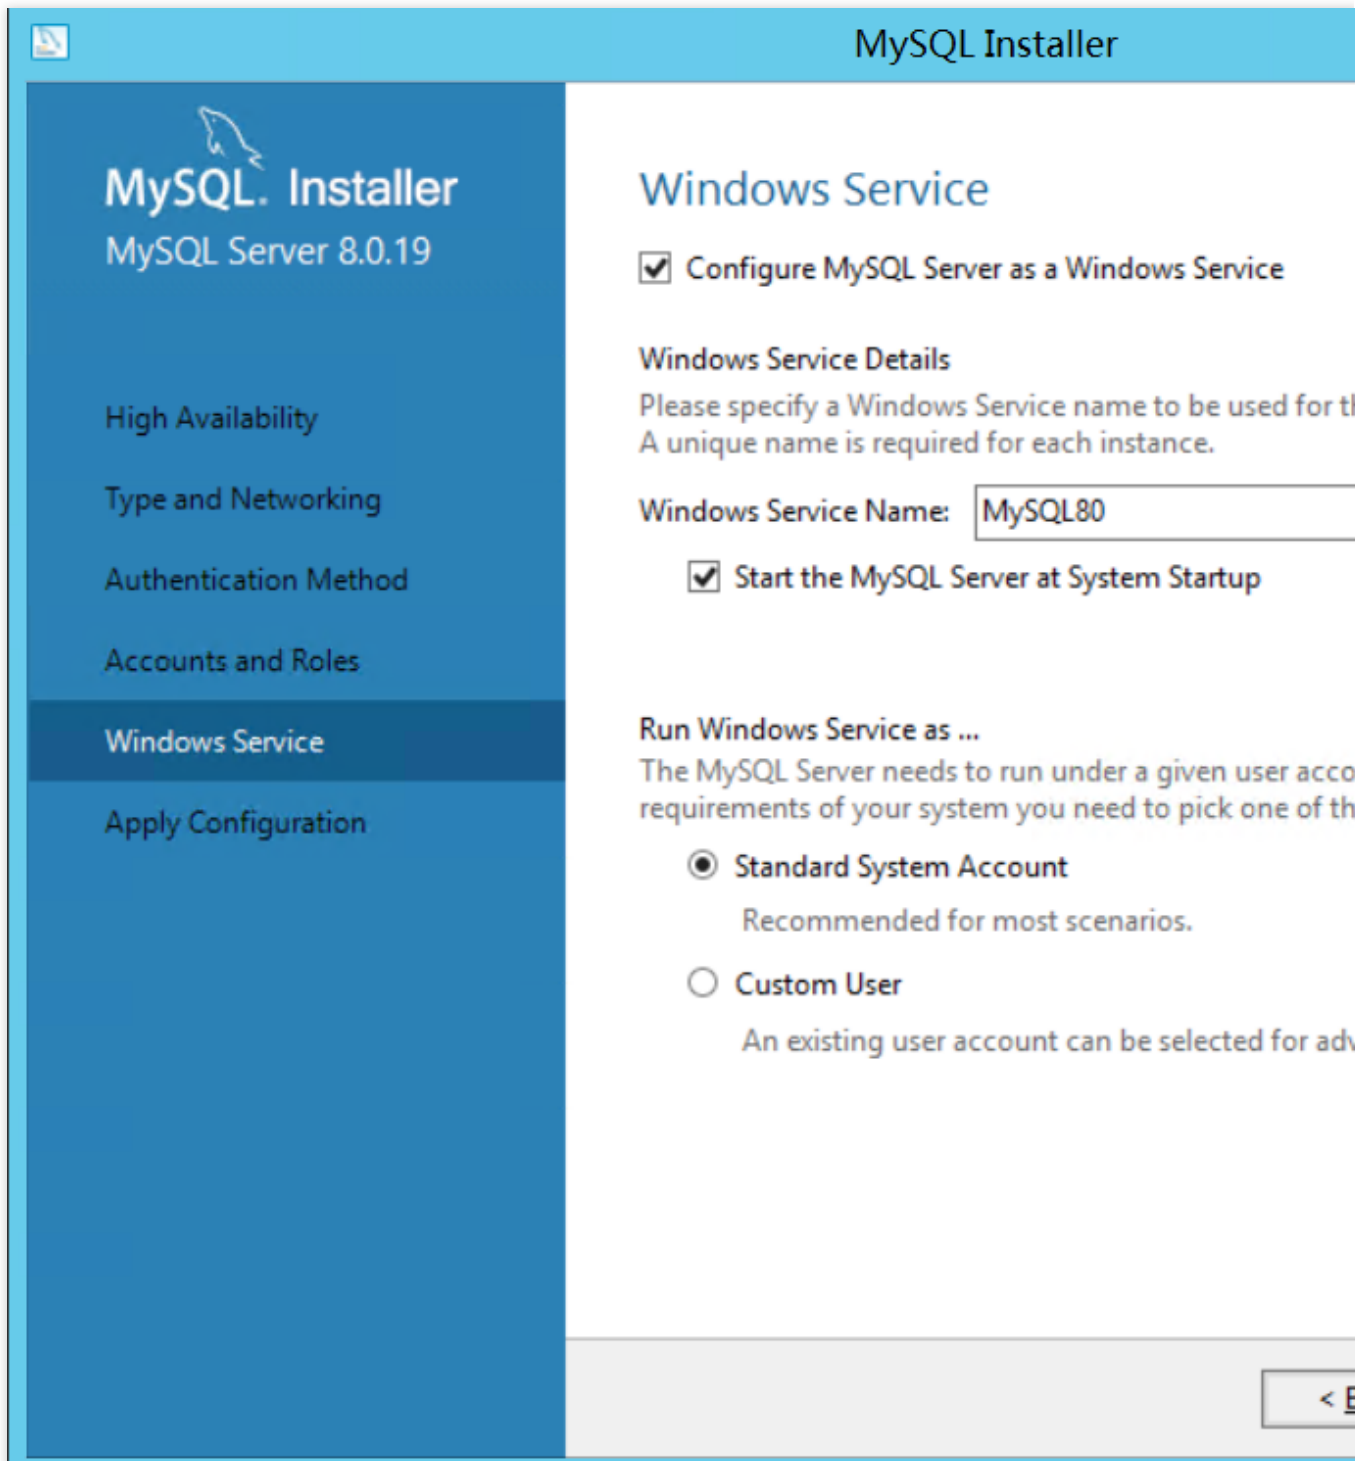 MySQL Installer
MySQL. Installer
MySQL Server 8.0.19
High Availability
Type and Networking
Authentication Method
Accounts and Roles
Windows Service
Apply Configuration
Windows Service
Configure MySQL Server as a Windows Service
Windows Service Details
Please specify a Windows Service name to be used for
A unique name is required for each instance.
Windows Service Name: MySQL80
Start the MySQL Server at System Startup
Run Windows Service as ...
The MySQL Server needs to run under a given user
requirements of your system you need to pick one of
Standard System Account
Recommended for most scenarios.
Custom User
An existing user account can be selected for
<